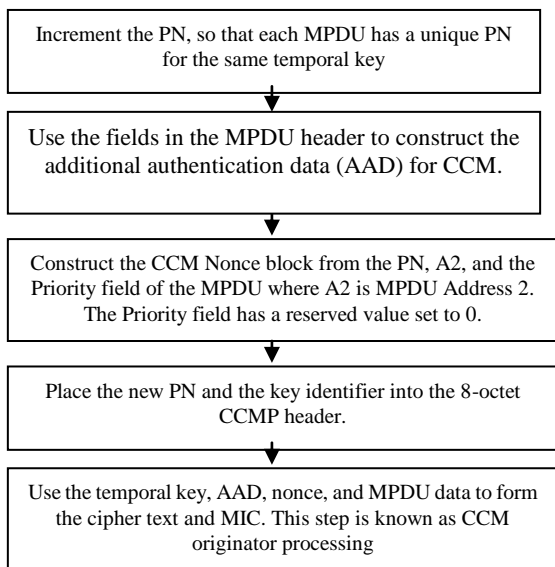 Increment the PN, so that each MPDU has a unique PN
for the same temporal key
Use the fields in the MPDU header to construct the
additional authentication data (AAD) for CCM.
Construct the CCM Nonce block from the PN, A2, and the
Priority field of the MPDU where A2 is MPDU Address 2.
The Priority field has a reserved value set to 0.
Place the new PN and the key identifier into the 8-octet
CCMP header.
Use the temporal key, AAD, nonce, and MPDU data to form
the cipher text and MIC. This step is known as CCM
originator processing